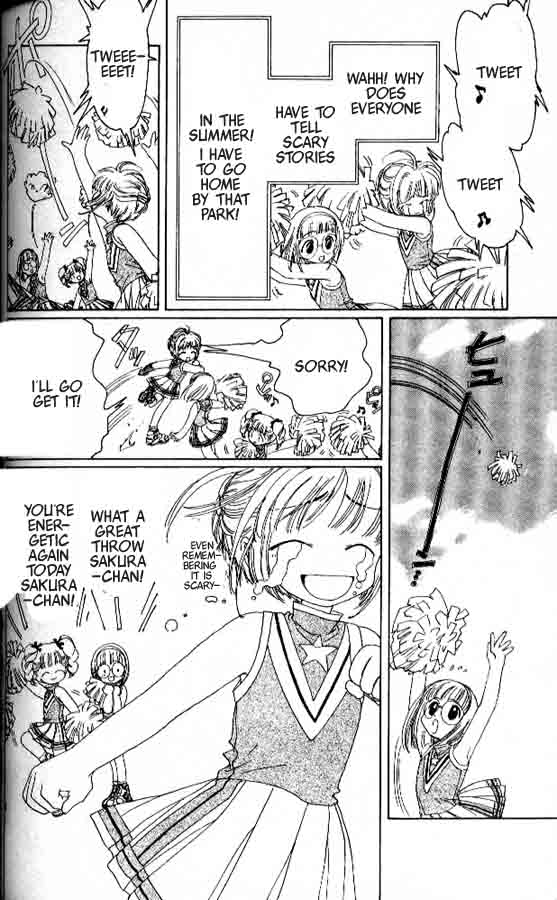 TWEET
♪
TWEET
♪
WAHH! WHY
DOES
EVERYONE
HAVE TO
TELL
SCARY
STORIES
IN THE
SUMMER!
I HAVE
TO GO
HOME
BY THAT
PARK!
TWEEE-
EEET!
ヒュ
SORRY!
I'LL GO
GET IT!
EVEN
REMEM-
BERING
IT IS
SCARY-
WHAT A
GREAT
THROW
SAKURA
-CHAN!
YOU'RE
ENER-
GETIC
AGAIN
TODAY
SAKURA
-CHAN!